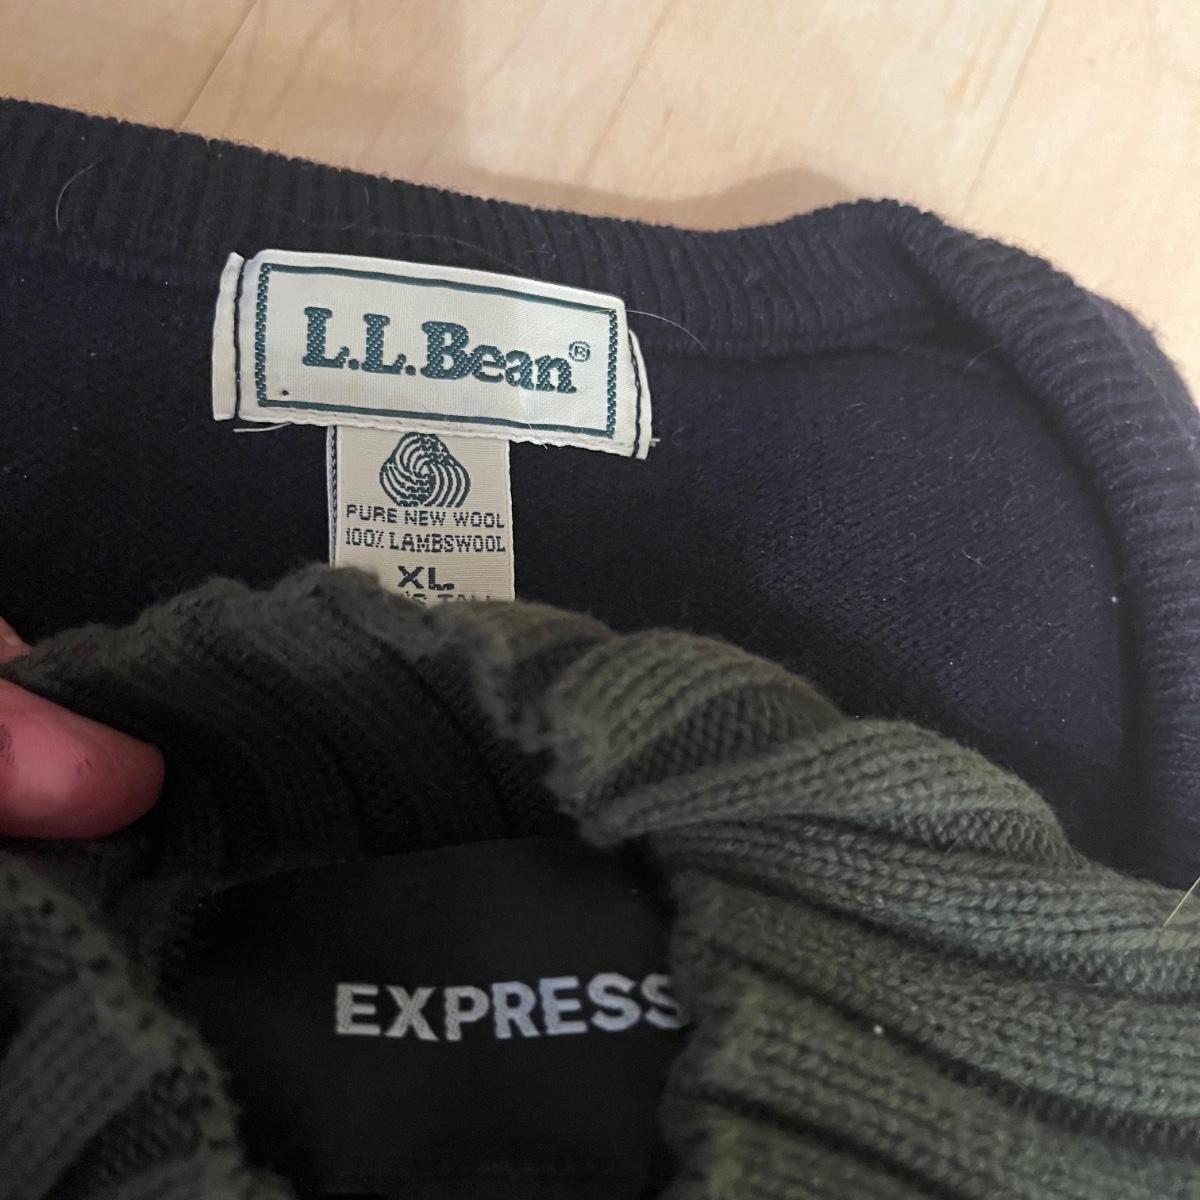 L.L.Bean®
PURE NEW WOOL
100% LAMBSWOOL
XL
EXPRESS